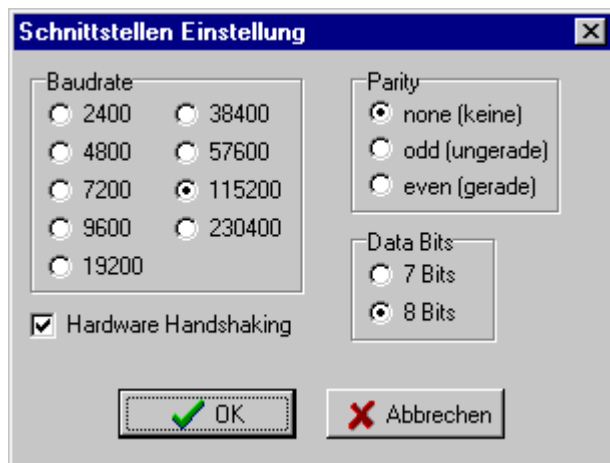 Schnittstellen Einstellung
Baudrate
2400
38400
4800
57600
7200
115200
9600
230400
19200
Hardware Handshaking
Parity
none (keine)
odd (ungerade)
even (gerade)
Data Bits
7 Bits
8 Bits
OK
Abbrechen